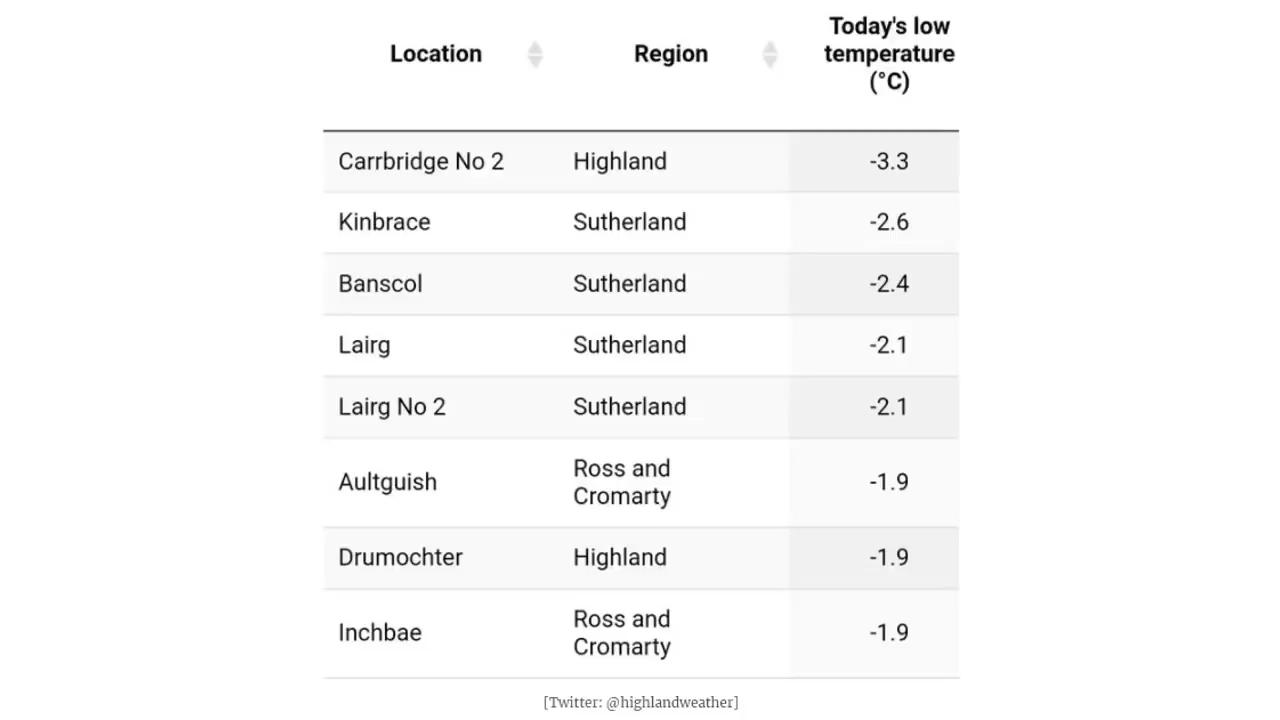 Location Region Today's low
temperature
(°C)
Carrbridge No 2 Highland -3.3
Kinbrace Sutherland -2.6
Banscol Sutherland -2.4
Lairg Sutherland -2.1
Lairg No 2 Sutherland -2.1
Aultguish Ross and
Cromarty -1.9
Drumochter Highland -1.9
Inchbae Ross and
Cromarty -1.9
[Twitter: @highlandweather]